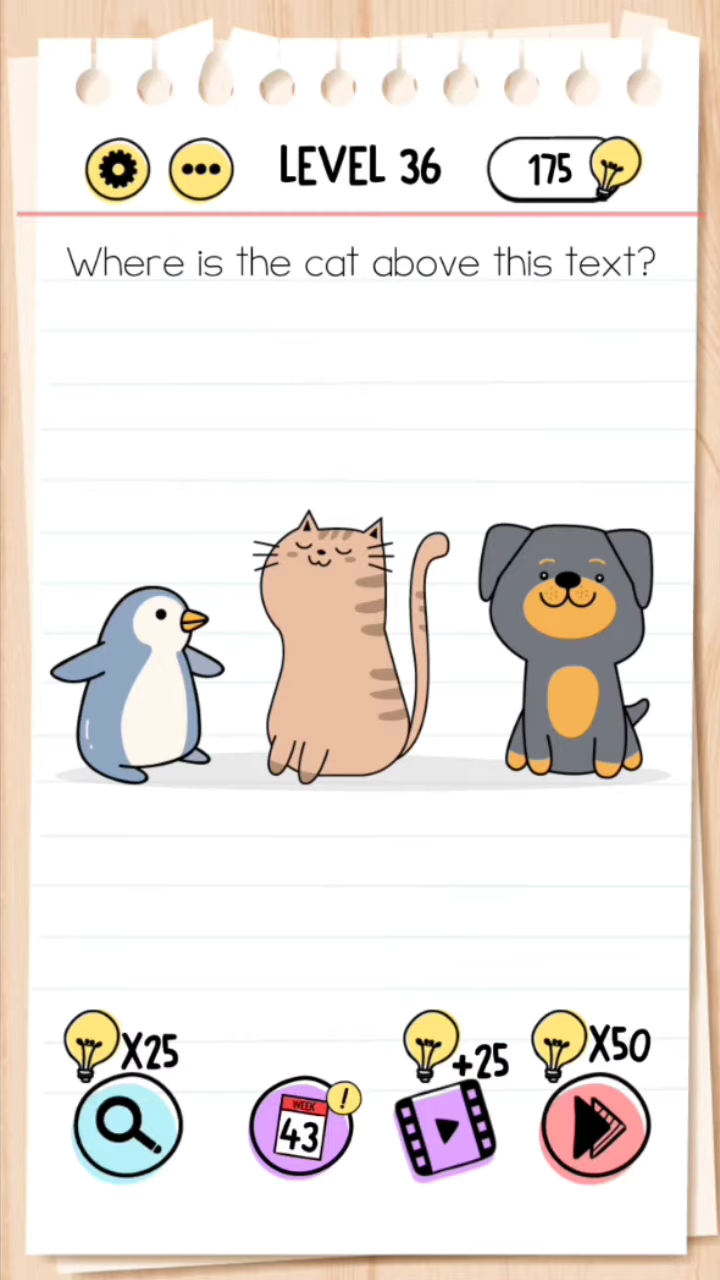 LEVEL 36
175
Where is the cat above this text?
X25
+25
X50
WEEK
43
!